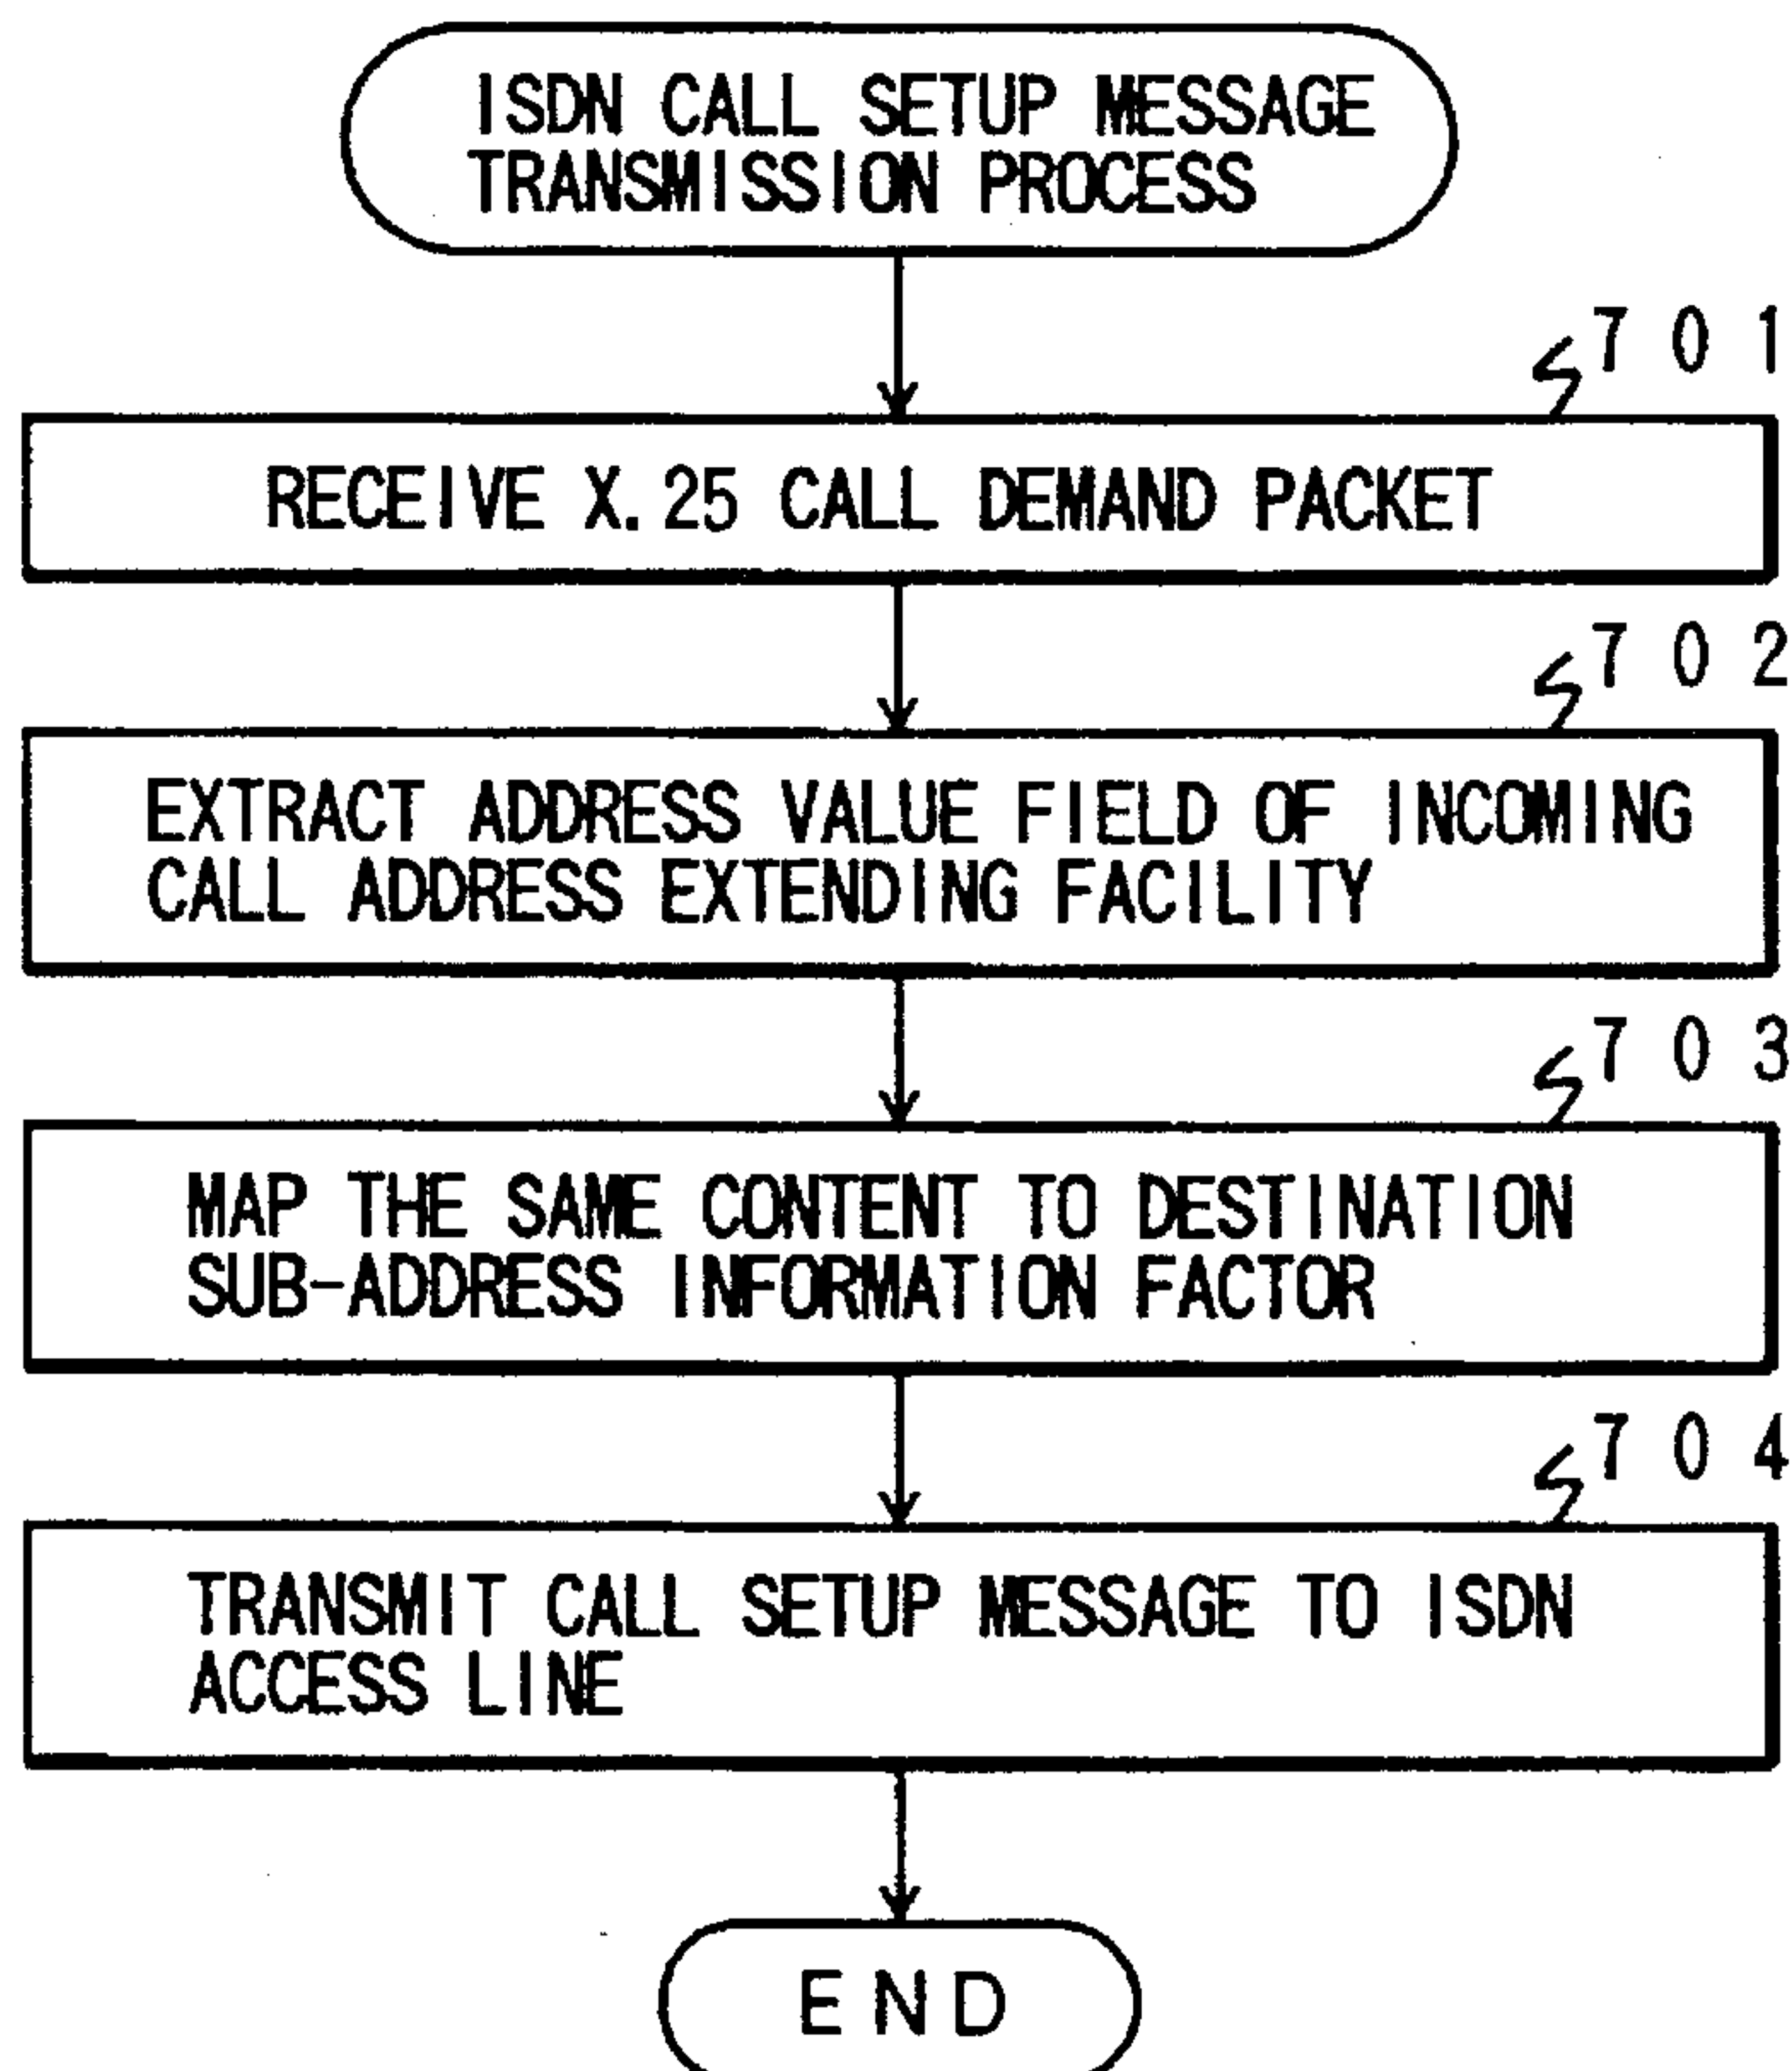 ISDN CALL SETUP MESSAGE
TRANSMISSION PROCESS
701
RECEIVE X.25 CALL DEMAND PACKET
702
EXTRACT ADDRESS VALUE FIELD OF INCOMING
CALL ADDRESS EXTENDING FACILITY
703
MAP THE SAME CONTENT TO DESTINATION
SUB-ADDRESS INFORMATION FACTOR
704
TRANSMIT CALL SETUP MESSAGE TO ISDN
ACCESS LINE
END